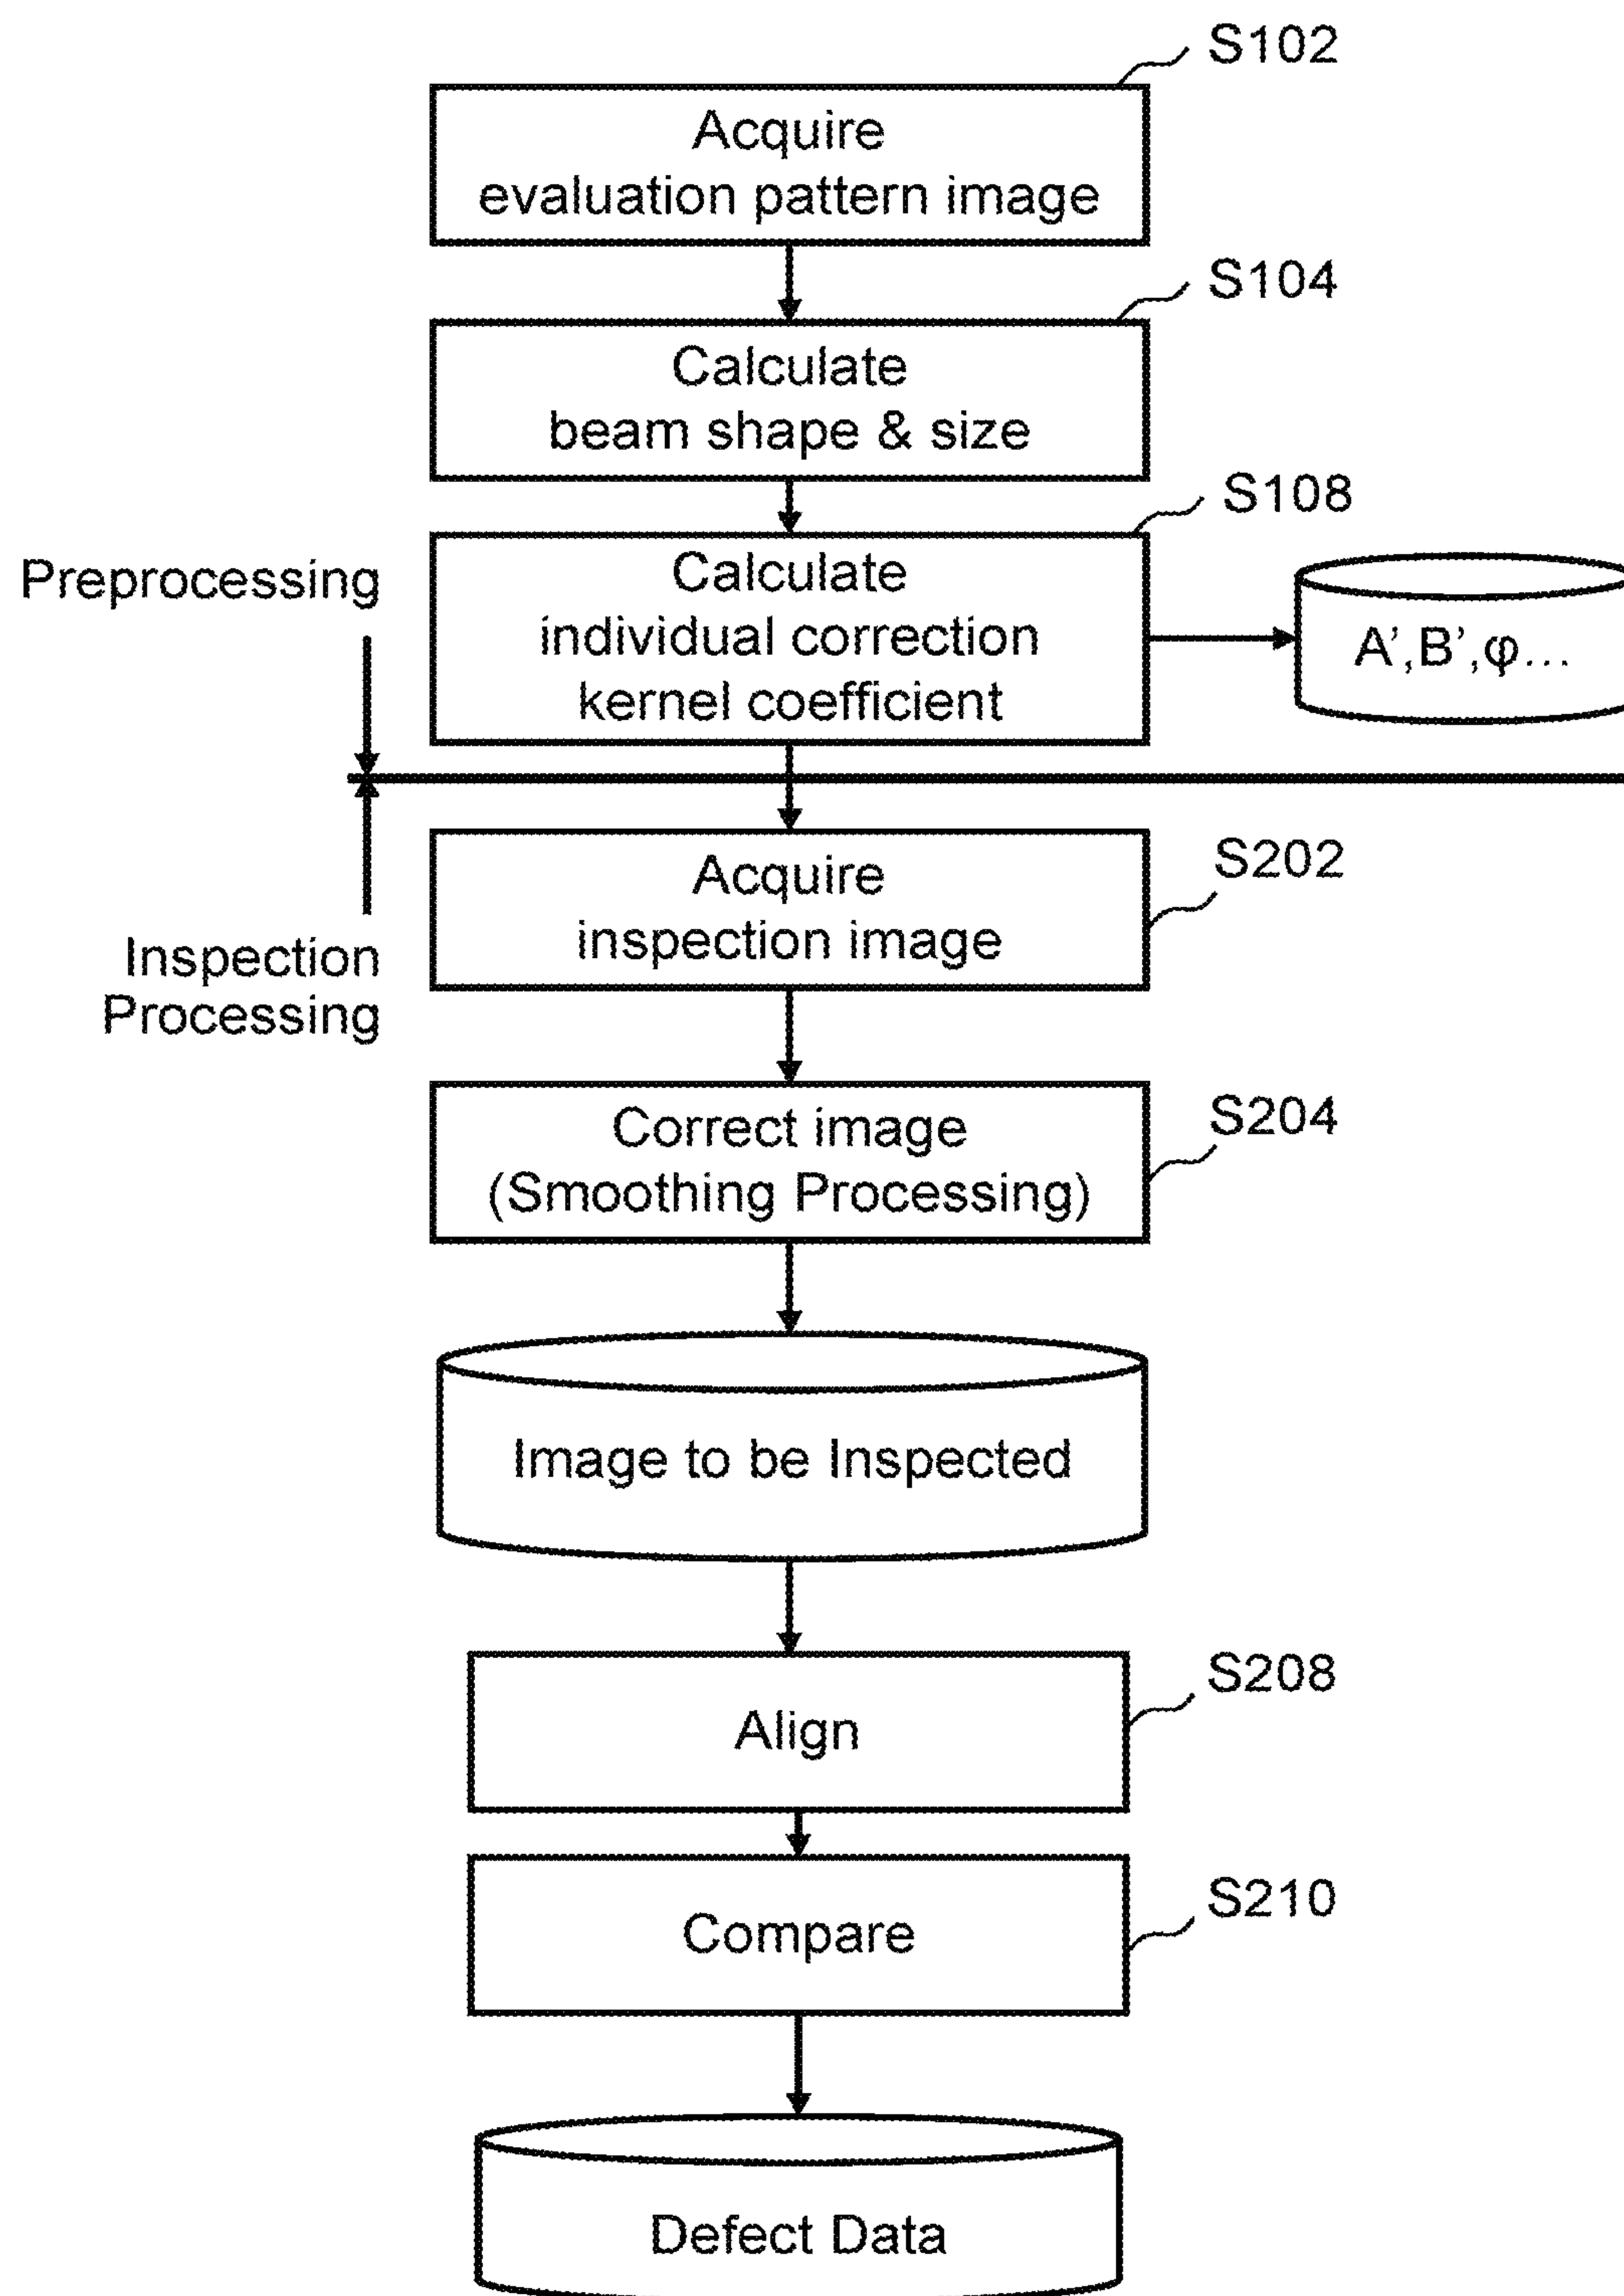 S102
Acquire
evaluation pattern image
S104
Calculate
beam shape & size
S108
Preprocessing
Calculate
individual correction
kernel coefficient
A’,B’,φ...
S202
Acquire
inspection image
Inspection
Processing
S204
Correct image
(Smoothing Processing)
Image to be Inspected
S208
Align
S210
Compare
Defect Data